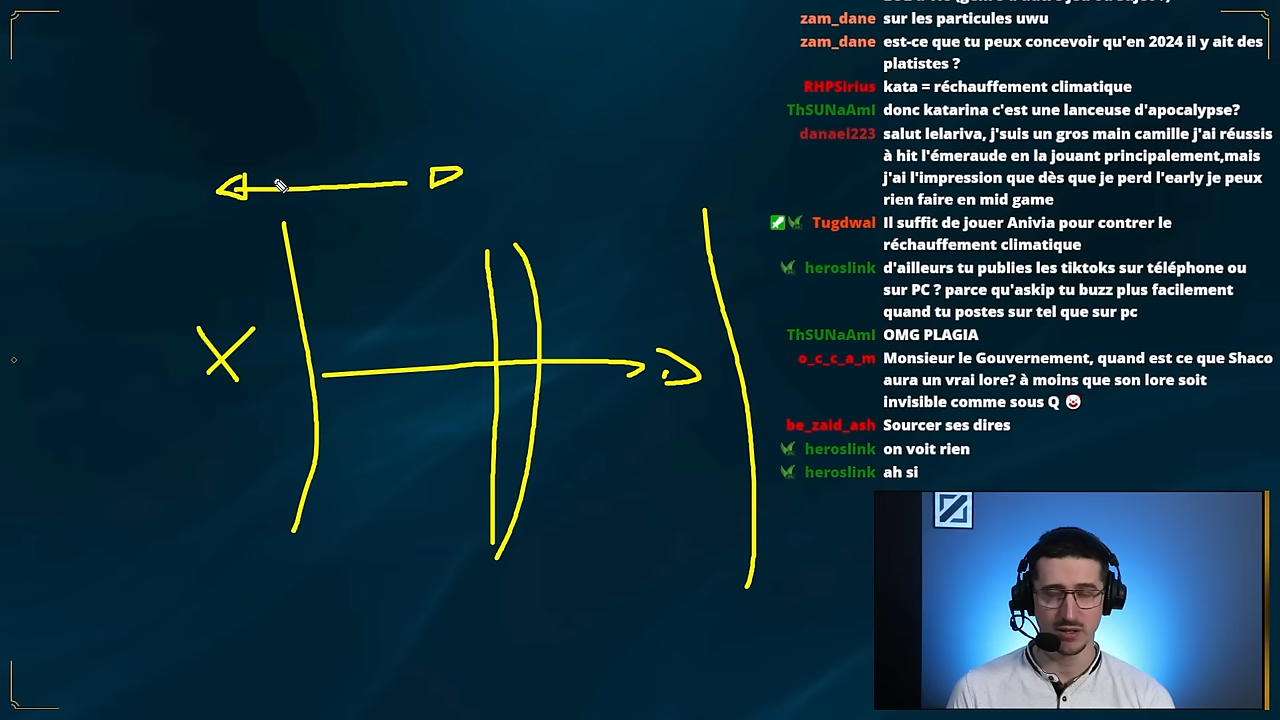 zam_dane sur les particules uwu
zam_dane est-ce que tu peux concevoir qu'en 2024 il y ait des
platistes ?
RHPSirius kata = réchauffement climatique
ThSUNaAmI donc katarina c'est une lanceuse d'apocalypse?
danael223 salut lelariva, j'suis un gros main camille j'ai réussis
à hit l'émeraude en la jouant principalement,mais
j'ai l'impression que dès que je perd l'early je peux
rien faire en mid game
Tugdwal Il suffit de jouer Anivia pour contrer le
réchauffement climatique
heroslink d'ailleurs tu publies les tiktoks sur téléphone ou
sur PC ? parce qu'askip tu buzz plus facilement
quand tu postes sur tel que sur pc
ThSUNaAmI OMG PLAGIA
o_c_c_a_m Monsieur le Gouvernement, quand est ce que Shaco
aura un vrai lore? à moins que son lore soit
invisible comme sous Q
be_zaid_ash Sourcer ses dires
heroslink on voit rien
heroslink ah si
X